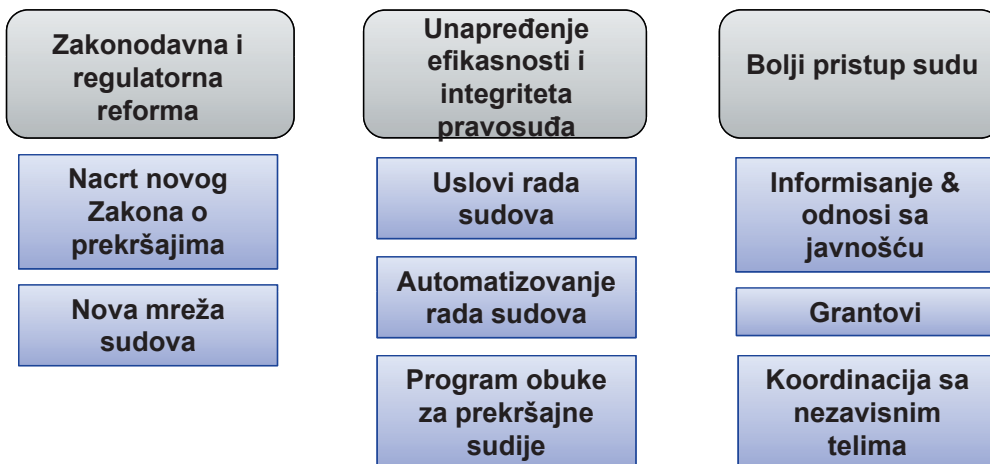 Zakonodavna i
regulatorna
reforma
Nacrt novog
Zakona o
prekršajima
Nova mreža
sudova
Unapređenje
efikasnosti i
integriteta
pravosuđa
Uslovi rada
sudova
Automatizovanje
rada sudova
Program obuke
za prekršajne
sudije
Bolji pristup sudu
Informisanje &
odnosi sa
javnošću
Grantovi
Koordinacija sa
nezavisnim
telima